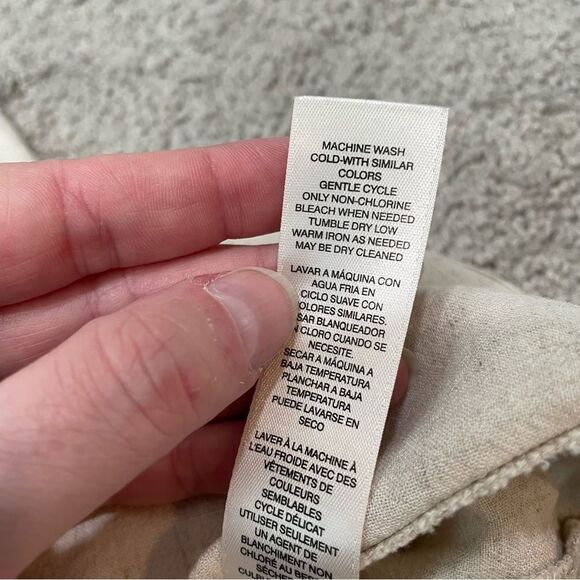 MACHINE WASH
COLD-WITH SIMILAR
COLORS
GENTLE CYCLE
ONLY NON-CHLORINE
BLEACH WHEN NEEDED
TUMBLE DRY LOW
WARM IRON AS NEEDED
MAY BE DRY CLEANED
LAVAR A MÁQUINA CON
AGUA FRIA EN
CICLO SUAVE CON
OLORES SIMILARES.
SAR BLANQUEADOR
N CLORO CUANDO SE
NECESITE.
SECAR A MÁQUINA A
BAJA TEMPERATURA
PLANCHAR A BAJA
TEMPERATURA
PUEDE LAVARSE EN
SECO
LAVER À LA MACHINE À
L'EAU FROIDE AVEC DES
VÊTEMENTS DE
COULEURS
SEMBLABLES
CYCLE DÉLICAT
UTILISER SEULEMENT
UN AGENT DE
BLANCHIMENT NON
CHLORÉ AU BES